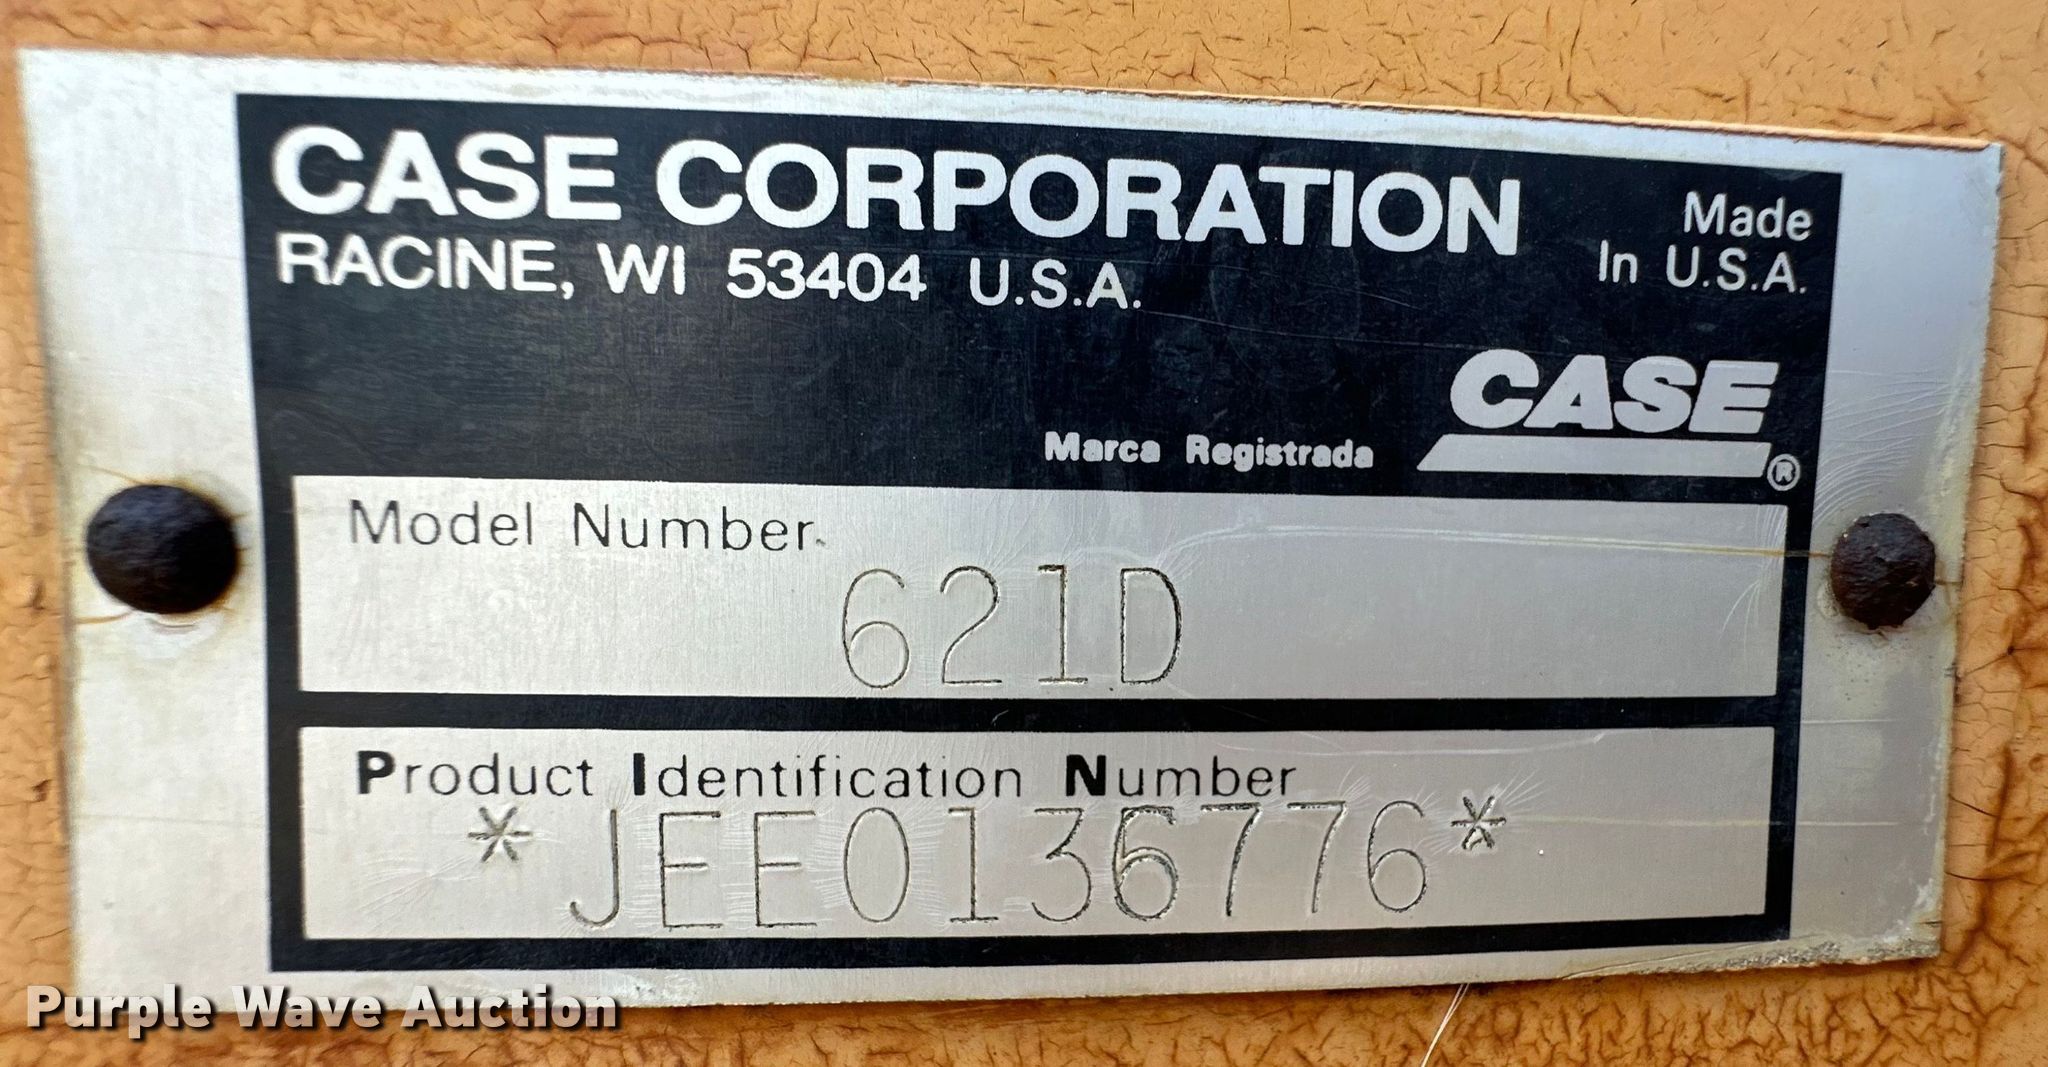 CASE CORPORATION
RACINE, WI 53404 U.S.A.
Made
In U.S.A.
CASE
Marca Registrada ®
Model Number
621D
Product Identification Number
*JEE0136776*
Purple Wave Auction